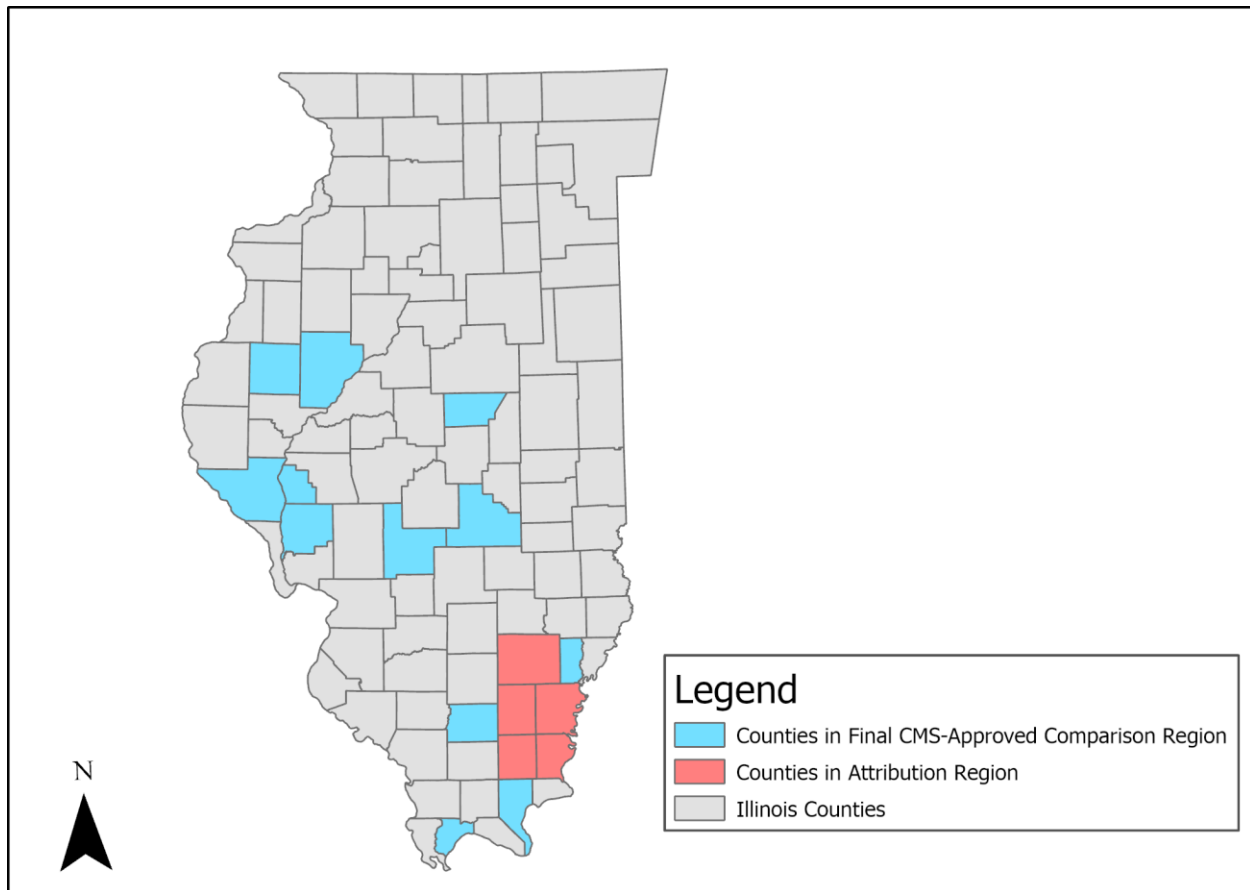 Legend
Counties in Final CMS-Approved Comparison Region
Counties in Attribution Region
Illinois Counties
N